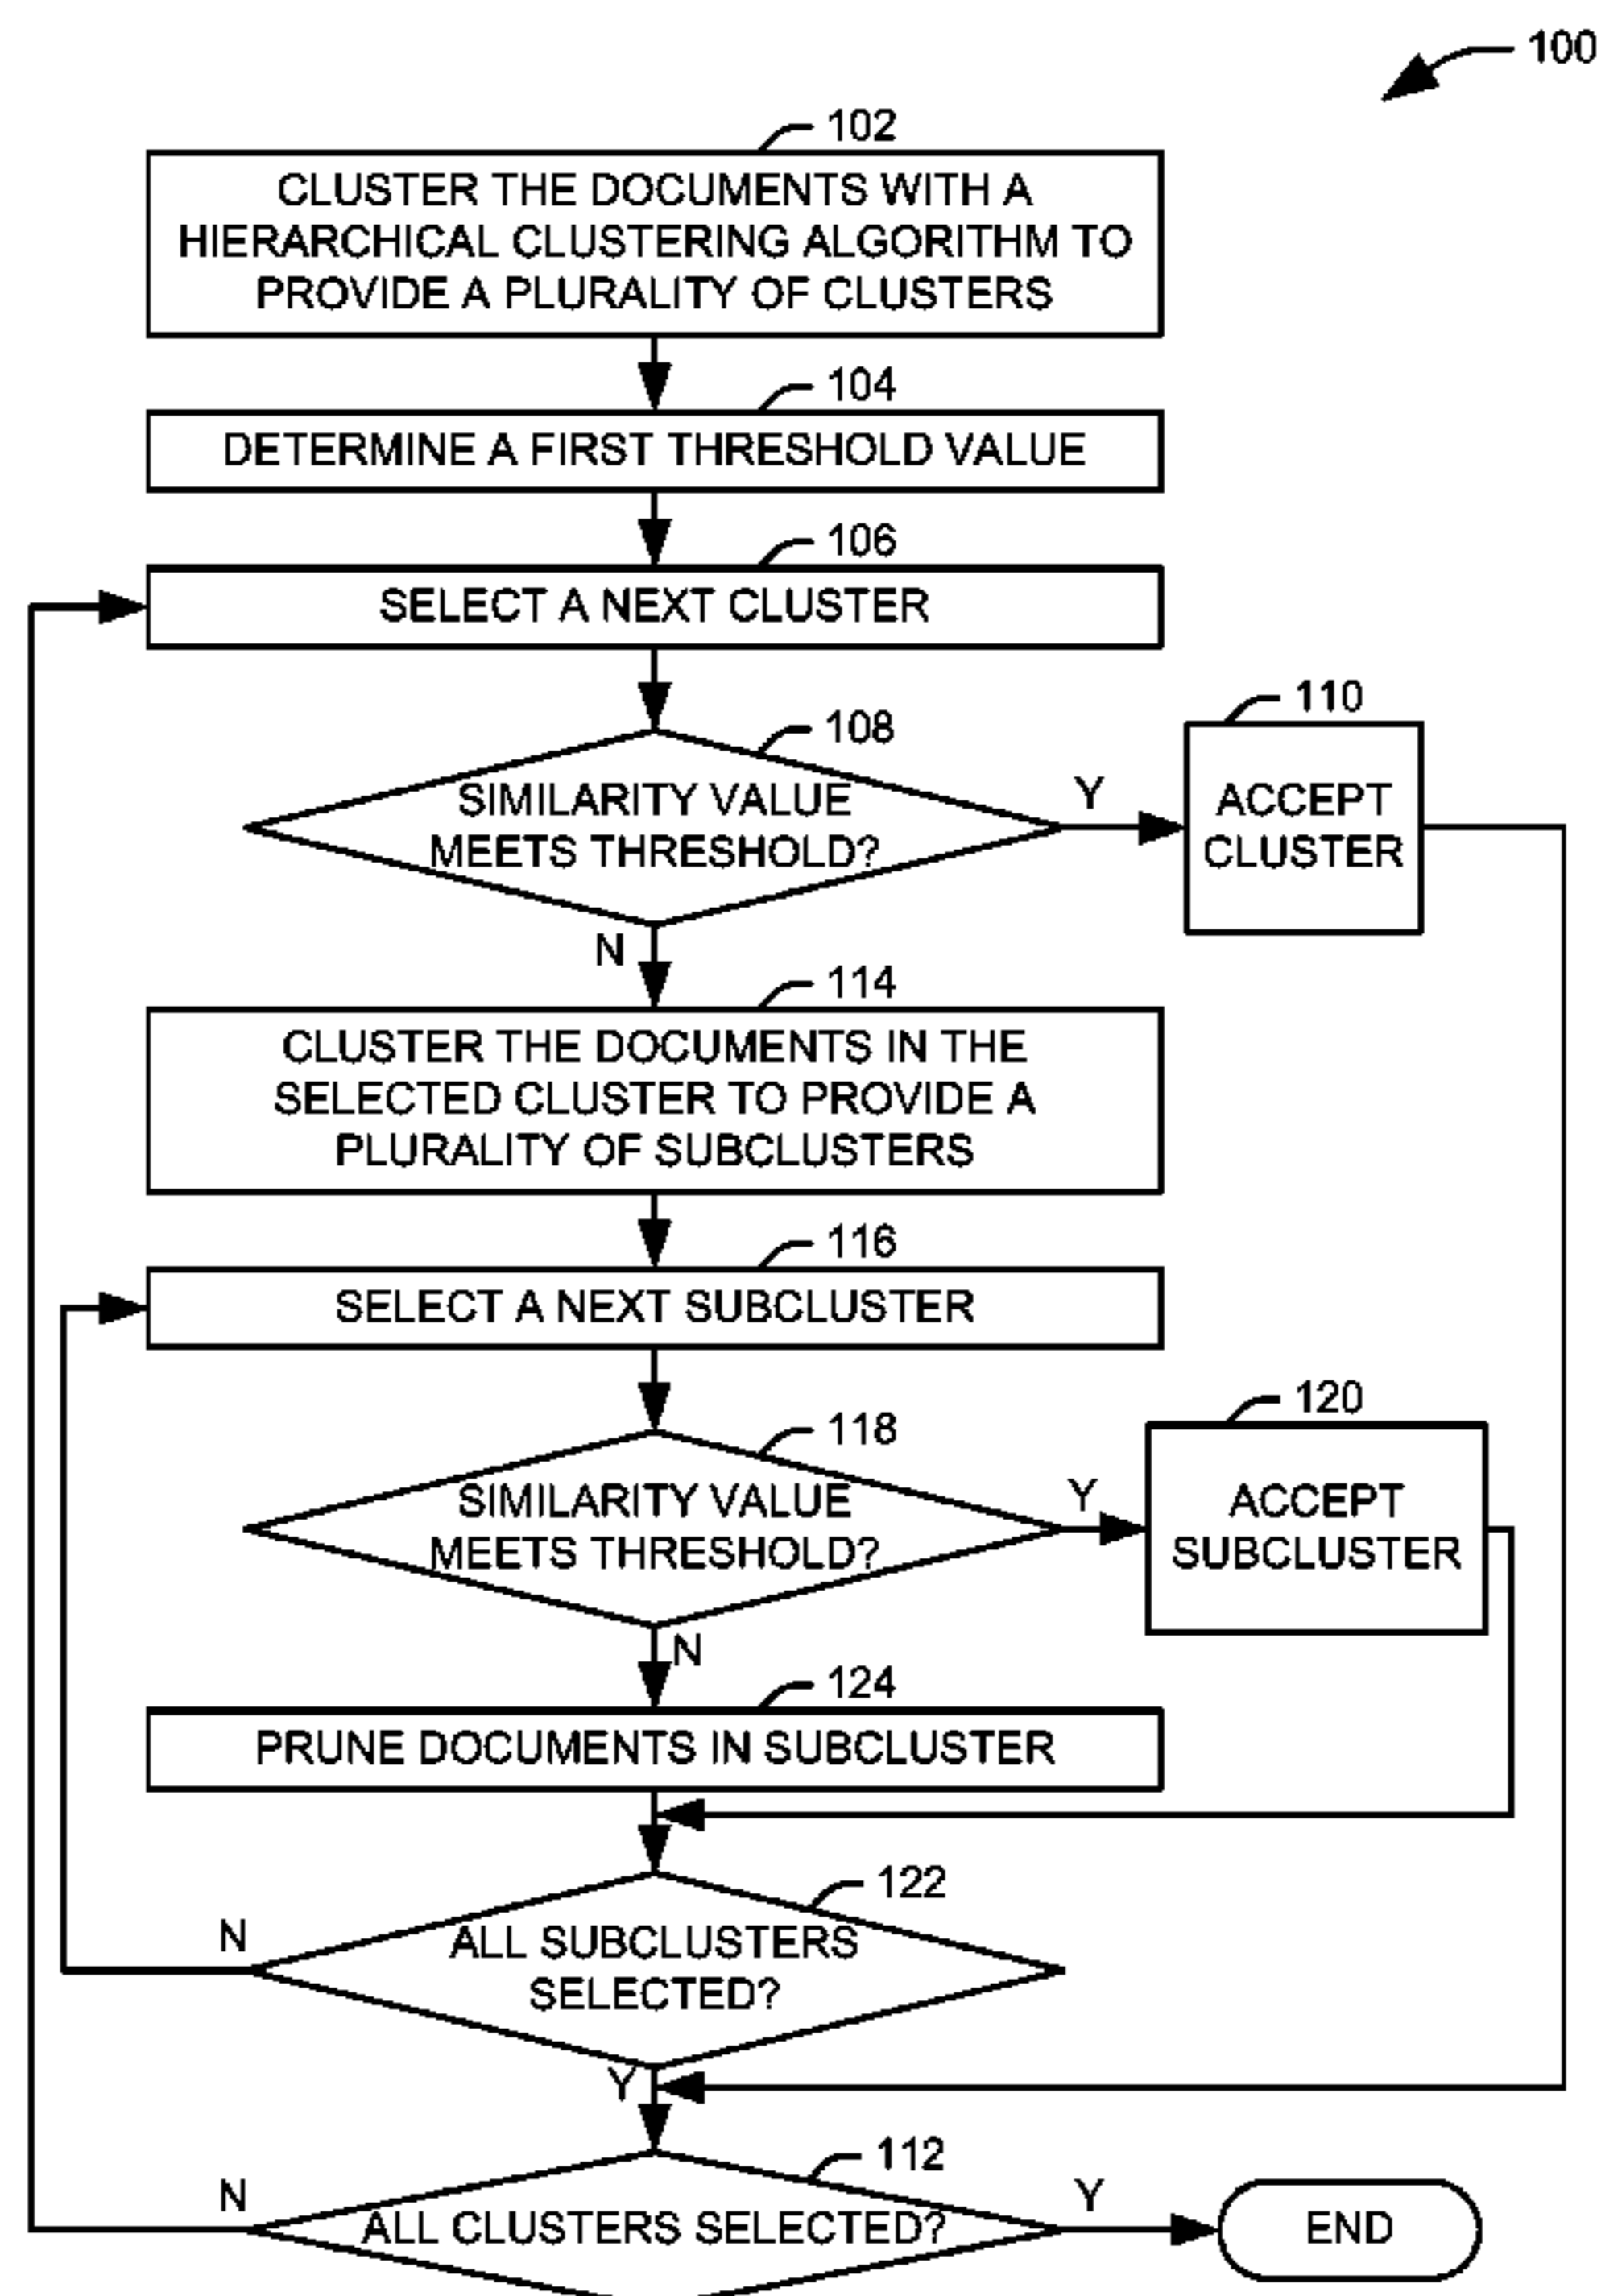 100
102
CLUSTER THE DOCUMENTS WITH A
HIERARCHICAL CLUSTERING ALGORITHM TO
PROVIDE A PLURALITY OF CLUSTERS
104
DETERMINE A FIRST THRESHOLD VALUE
106
SELECT A NEXT CLUSTER
108
SIMILARITY VALUE
MEETS THRESHOLD?
Y
110
ACCEPT
CLUSTER
N
114
CLUSTER THE DOCUMENTS IN THE
SELECTED CLUSTER TO PROVIDE A
PLURALITY OF SUBCLUSTERS
116
SELECT A NEXT SUBCLUSTER
118
SIMILARITY VALUE
MEETS THRESHOLD?
Y
120
ACCEPT
SUBCLUSTER
N
124
PRUNE DOCUMENTS IN SUBCLUSTER
122
N
ALL SUBCLUSTERS
SELECTED?
Y
112
N
ALL CLUSTERS SELECTED?
Y
END